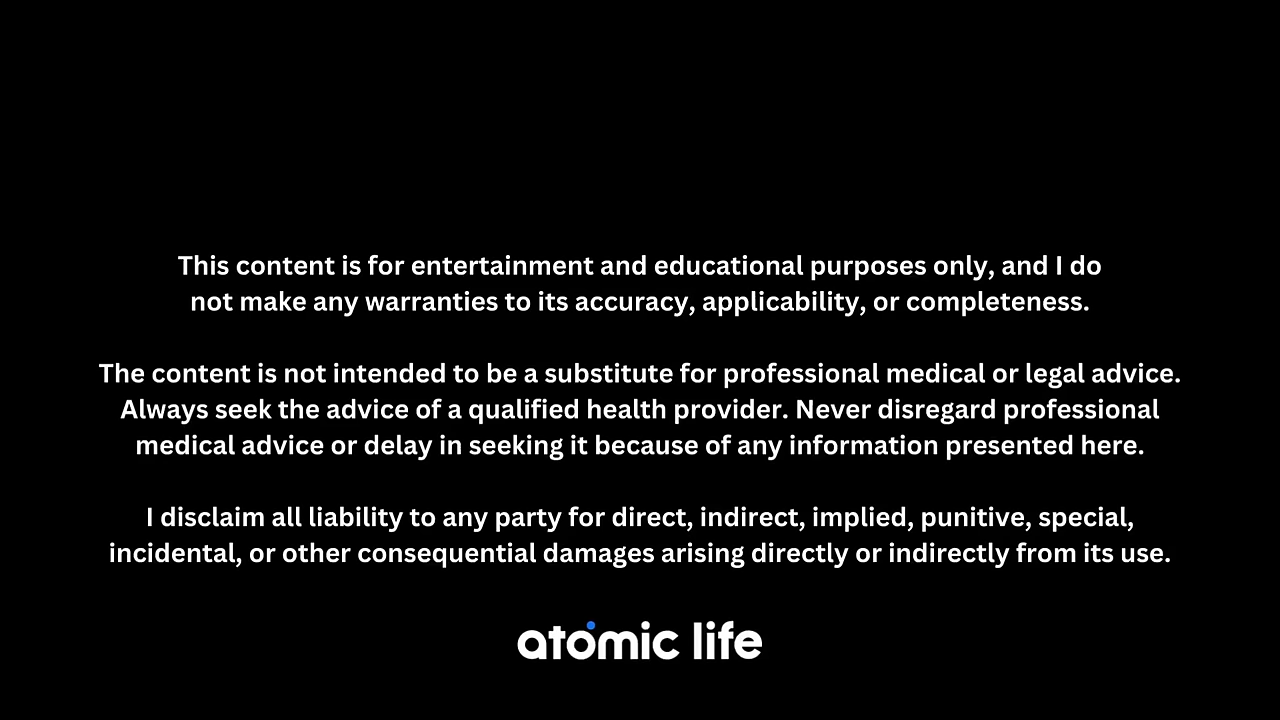 This content is for entertainment and educational purposes only, and I do
not make any warranties to its accuracy, applicability, or completeness.
The content is not intended to be a substitute for professional medical or legal advice.
Always seek the advice of a qualified health provider. Never disregard professional
medical advice or delay in seeking it because of any information presented here.
I disclaim all liability to any party for direct, indirect, implied, punitive, special,
incidental, or other consequential damages arising directly or indirectly from its use.
atomic life